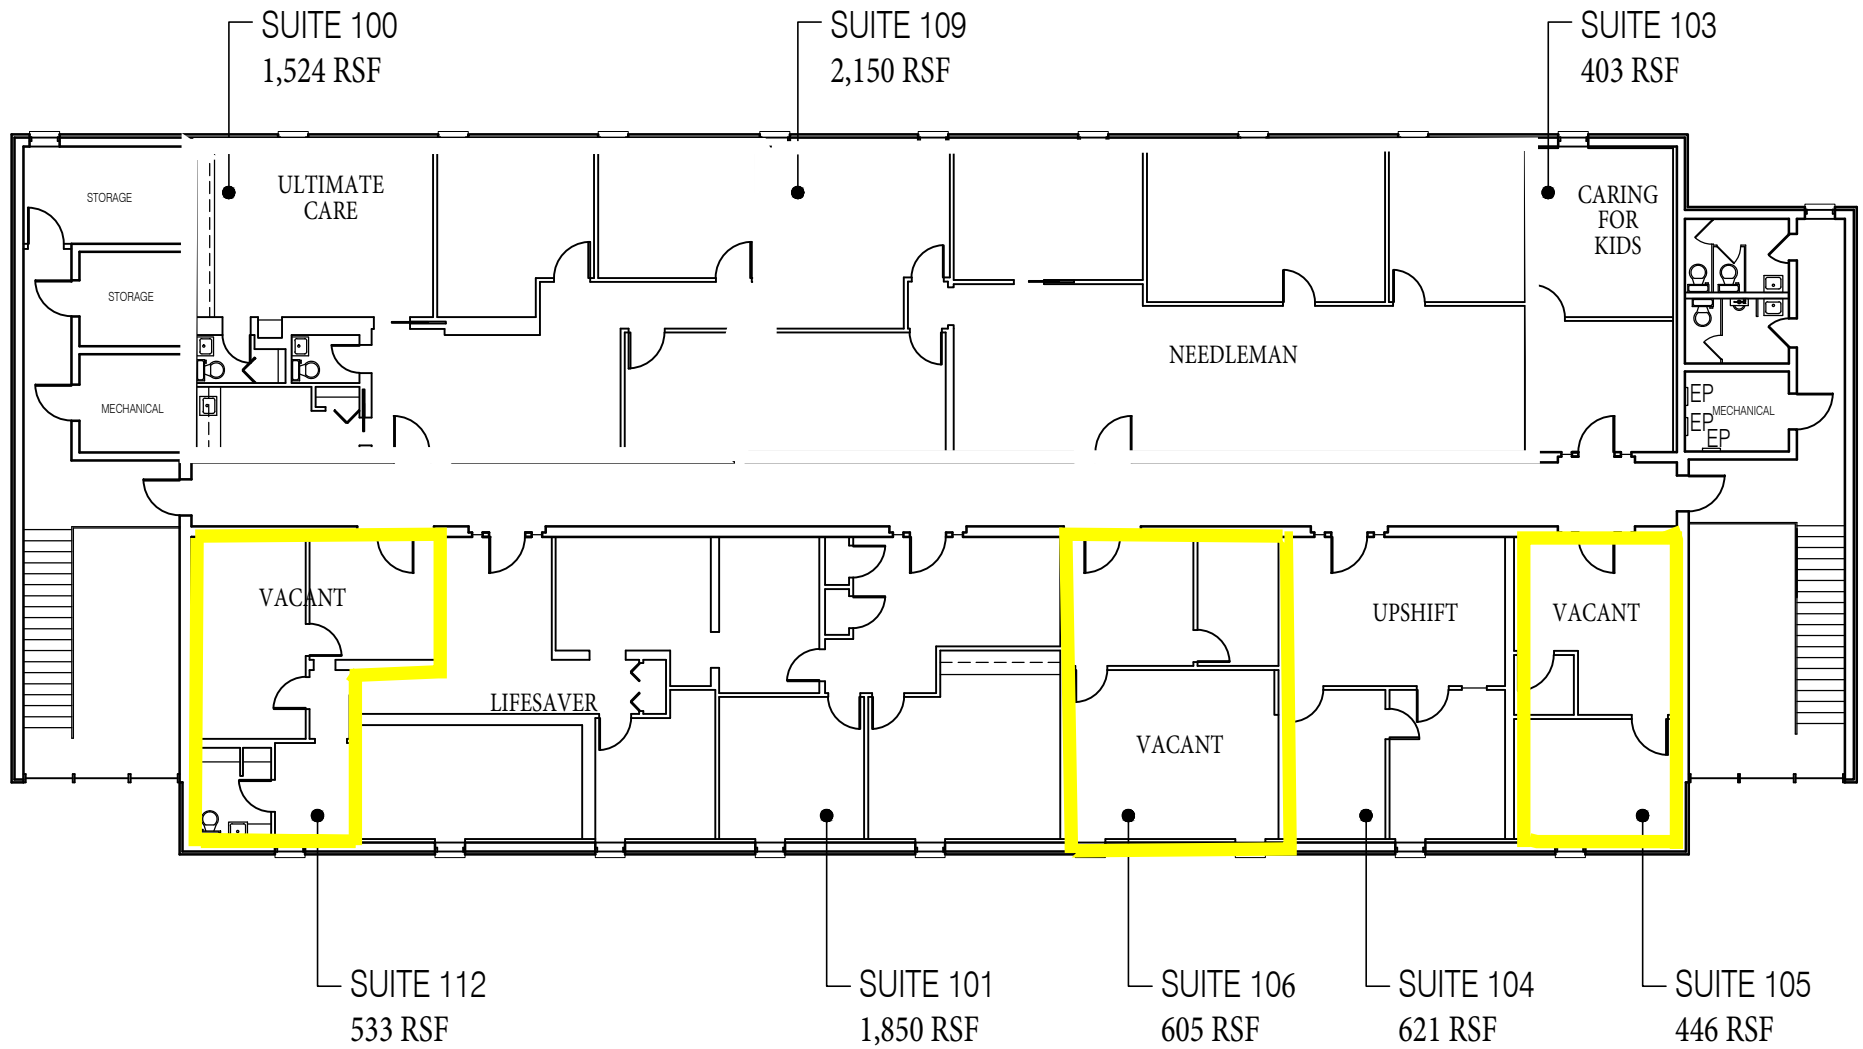 SUITE 100
1,524 RSF
SUITE 109
2,150 RSF
SUITE 103
403 RSF
STORAGE
ULTIMATE
CARE
CARING
FOR
KIDS
STORAGE
NEEDLEMAN
MECHANICAL
EP
MECHANICAL
EP
EP
VACANT
UPSHIFT
VACANT
LIFESAVER
VACANT
SUITE 112
533 RSF
SUITE 101
1,850 RSF
SUITE 106
605 RSF
SUITE 104
621 RSF
SUITE 105
446 RSF